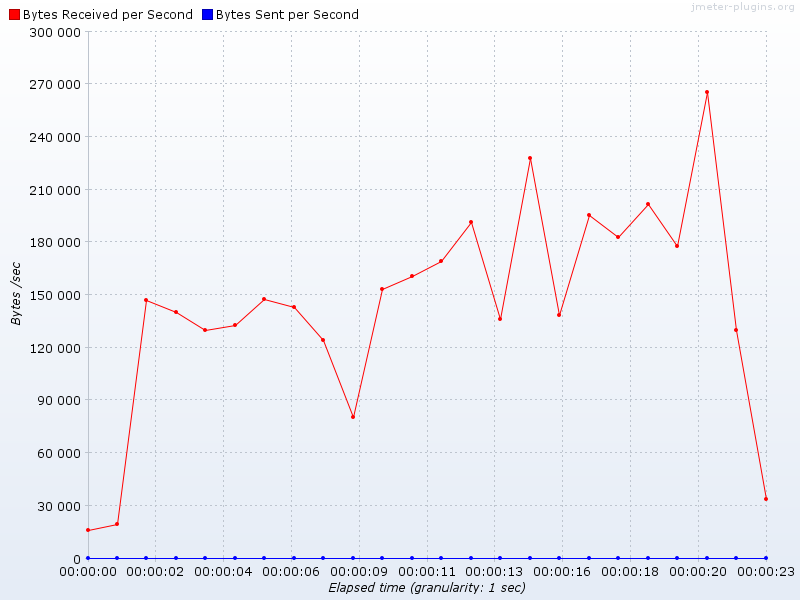 jmeter-plugins.org
Bytes Received per Second Bytes Sent per Second
300 000
270 000
240 000
210 000
180 000
150 000
120 000
90 000
60 000
30 000
0
Bytes /sec
00:00:00 00:00:02 00:00:04 00:00:06 00:00:09 00:00:11 00:00:13 00:00:16 00:00:18 00:00:20 00:00:23
Elapsed time (granularity: 1 sec)